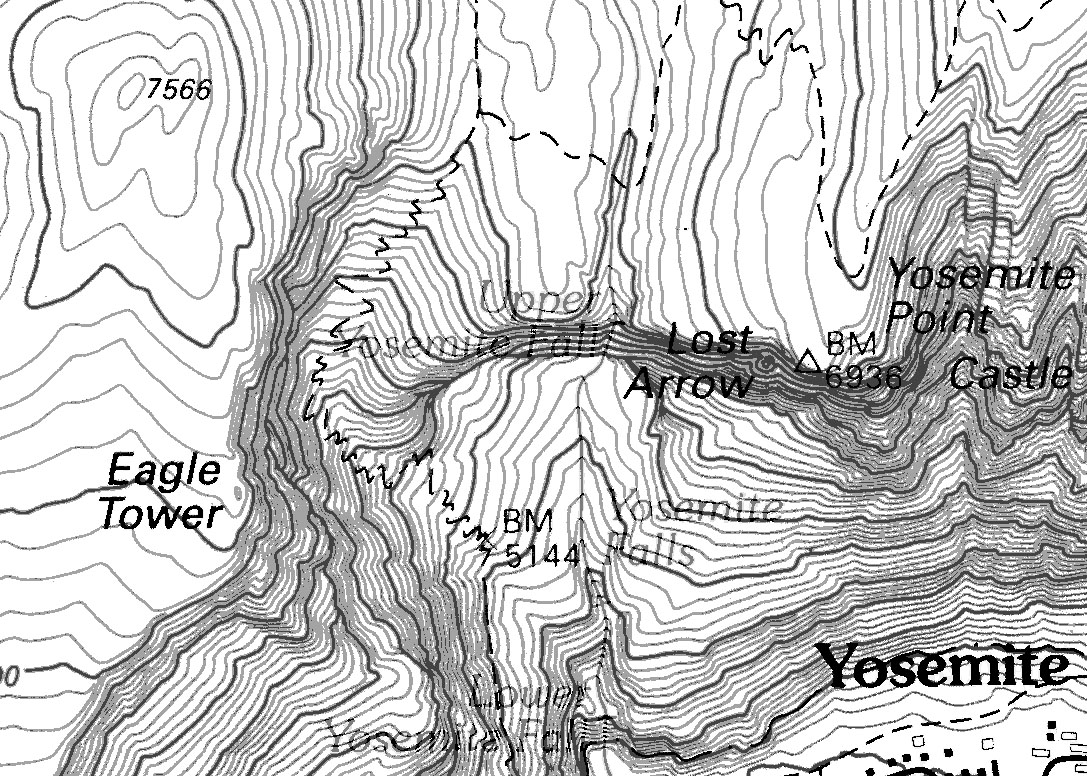 7566
Upper
Yosemite Fall
Lost
Arrow
Yosemite
Point
BM
6936
Castle
Eagle
Tower
BM
5144
Yosemite
Falls
Yosemite
Lower
Yosemite Fall